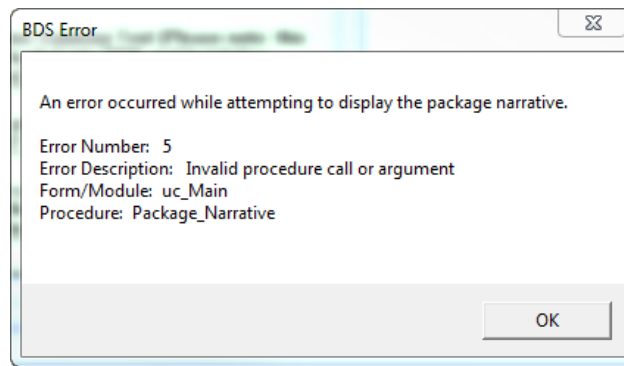 BDS Error
An error occurred while attempting to display the package narrative.
Error Number: 5
Error Description: Invalid procedure call or argument
Form/Module: uc_Main
Procedure: Package_Narrative
OK